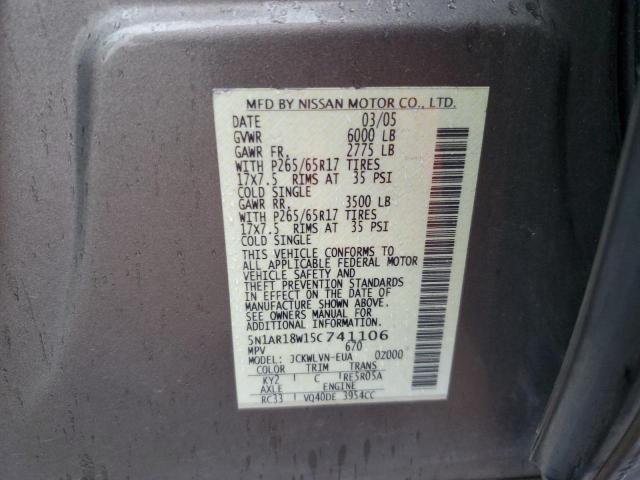 MFD BY NISSAN MOTOR CO., LTD.
DATE 03/05
GVWR 6000 LB
GAWR FR. 2775 LB
WITH P265/65R17 TIRES
17X7.5 RIMS AT 35 PSI
COLD SINGLE
GAWR RR. 3500 LB
WITH P265/65R17 TIRES
17X7.5 RIMS AT 35 PSI
COLD SINGLE
THIS VEHICLE CONFORMS TO
ALL APPLICABLE FEDERAL MOTOR
VEHICLE SAFETY AND
THEFT PREVENTION STANDARDS
IN EFFECT ON THE DATE OF
MANUFACTURE SHOWN ABOVE.
SEE OWNERS MANUAL FOR
ADDITIONAL INFORMATION.
5N1AR18W15C741106
MPV 670
MODEL: JCKWLVN-EUA 02000
COLOR TRIM TRANS
KY2 C RE5R05A
AXLE ENGINE
RC33 VQ40DE 3954CC